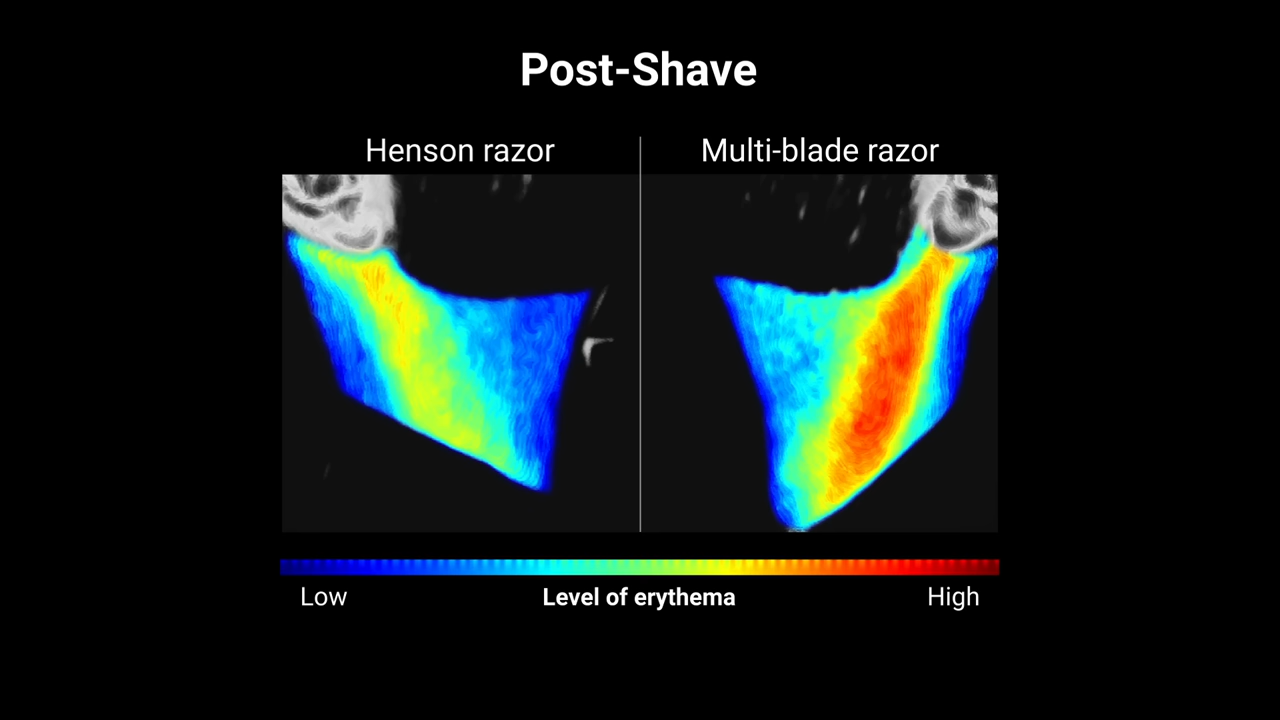 Post-Shave
Henson razor
Multi-blade razor
Low
Level of erythema
High